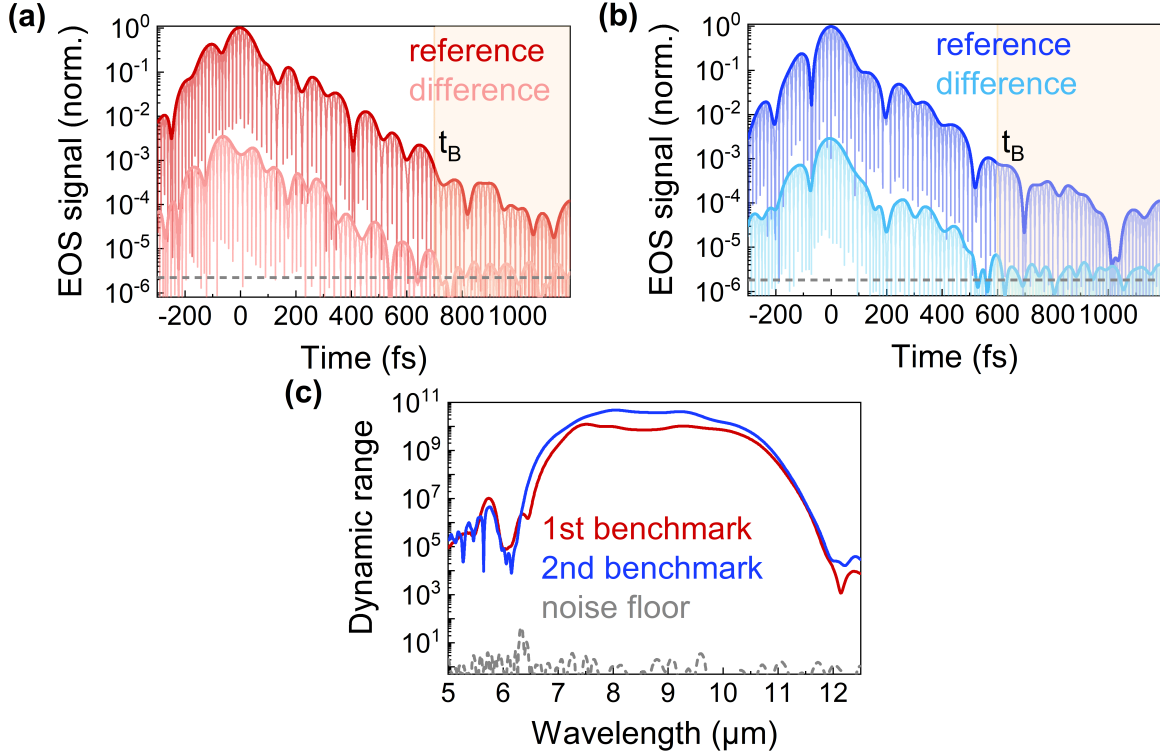 (a)
EOS signal (norm.)
10⁰
10⁻¹
10⁻²
10⁻³
10⁻⁴
10⁻⁵
10⁻⁶
reference
difference
t_B
-200 0 200 400 600 800 1000
Time (fs)
(b)
EOS signal (norm.)
10⁰
10⁻¹
10⁻²
10⁻³
10⁻⁴
10⁻⁵
10⁻⁶
reference
difference
t_B
-200 0 200 400 600 800 1000
Time (fs)
(c)
Dynamic range
10¹¹
10⁹
10⁷
10⁵
10³
10¹
1st benchmark
2nd benchmark
noise floor
5 6 7 8 9 10 11 12
Wavelength (μm)